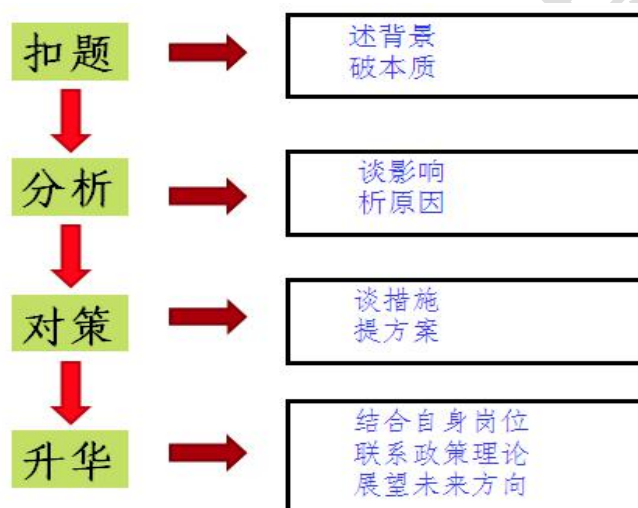 扣题
述背景
破本质
分析
谈影响
析原因
对策
谈措施
提方案
升华
结合自身岗位
联系政策理论
展望未来方向